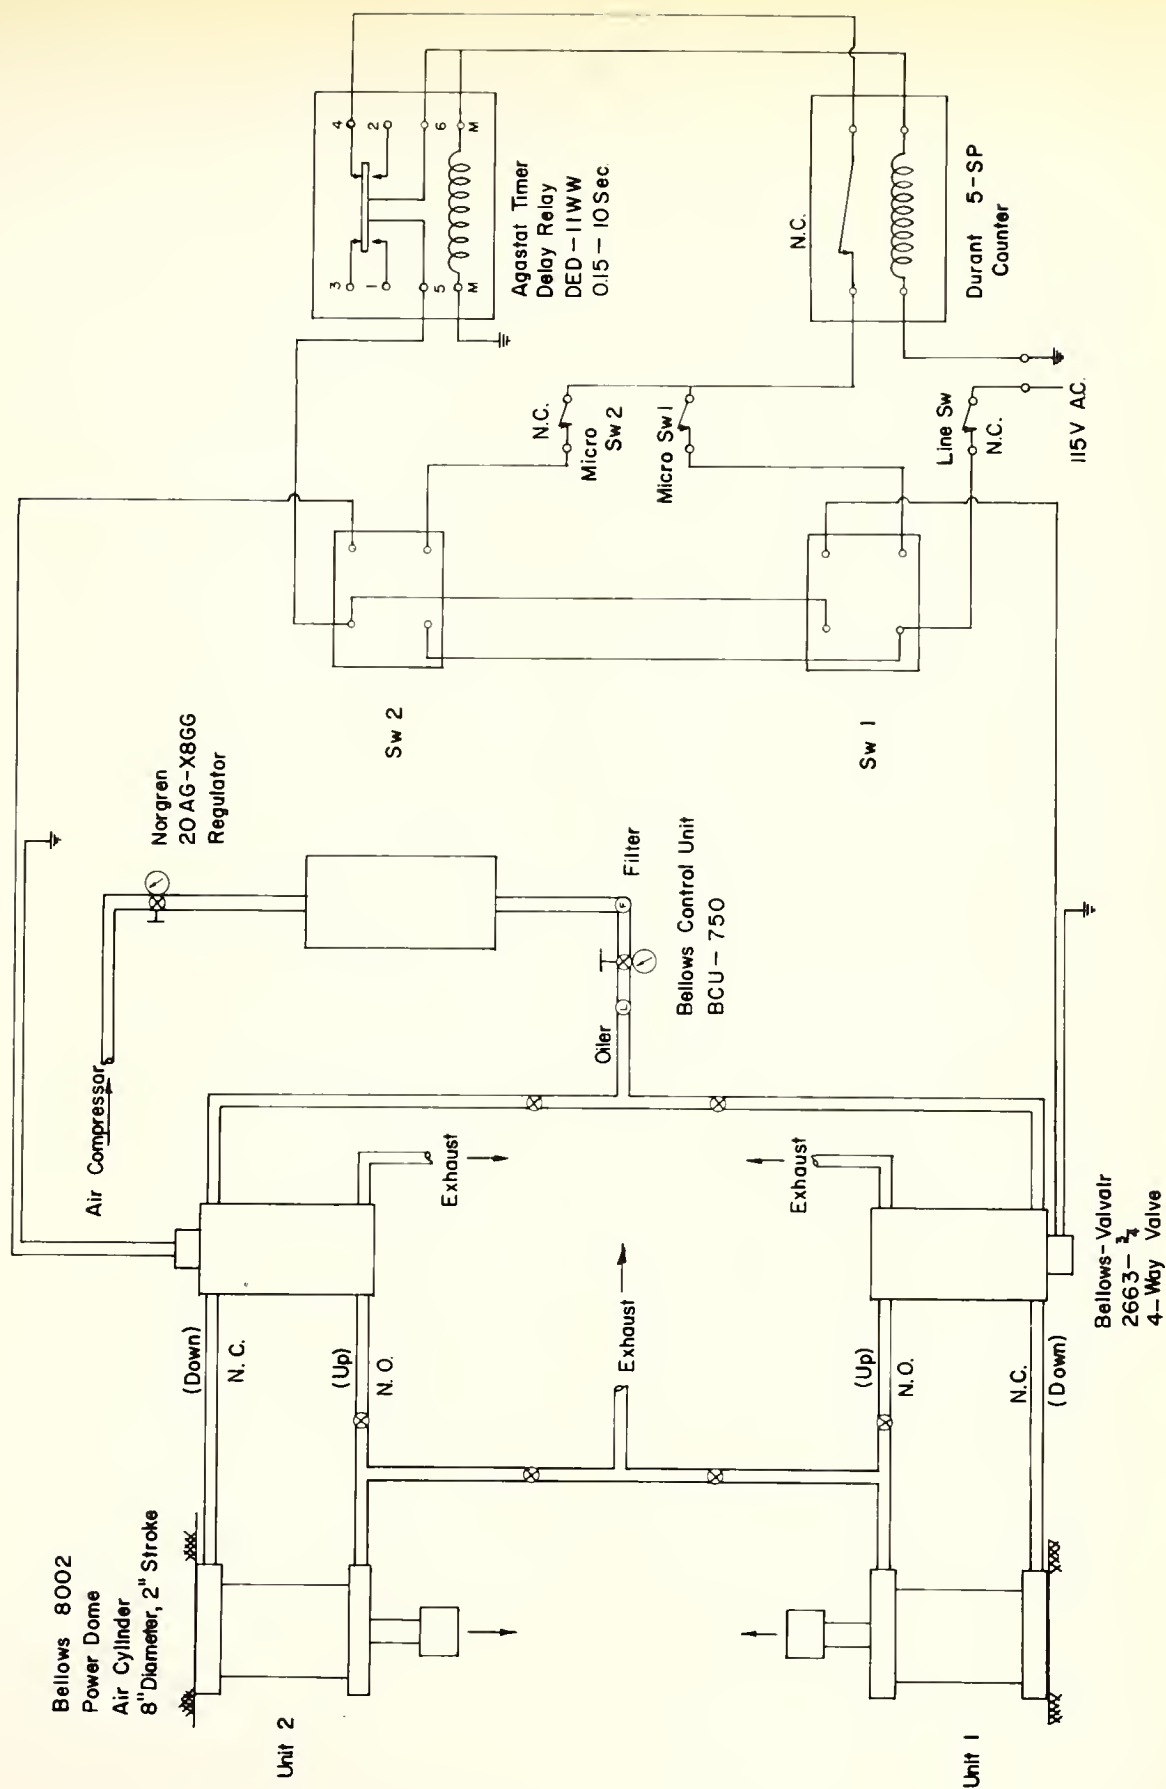 Bellows 8002
Power Dome
Air Cylinder
8" Diameter, 2" Stroke
Unit 2
(Down)
N. C.
(Up)
N. O.
Exhaust
Air Compressor
Norgren
20 AG-X8GG
Regulator
Exhaust
Oiler
L
F
Filter
Bellows Control Unit
BCU - 750
Exhaust
(Up)
N.O.
N.C.
(Down)
Unit 1
Bellows-Valvair
2663- 3/4
4-Way Valve
Sw 2
Sw 1
3
4
1
2
5
6
M
M
Agastat Timer
Delay Relay
DED-11WW
0.15-10Sec.
N.C.
Micro
Sw 2
Micro Sw 1
N.C.
Durant 5-SP
Counter
Line Sw
N.C.
115V A.C.